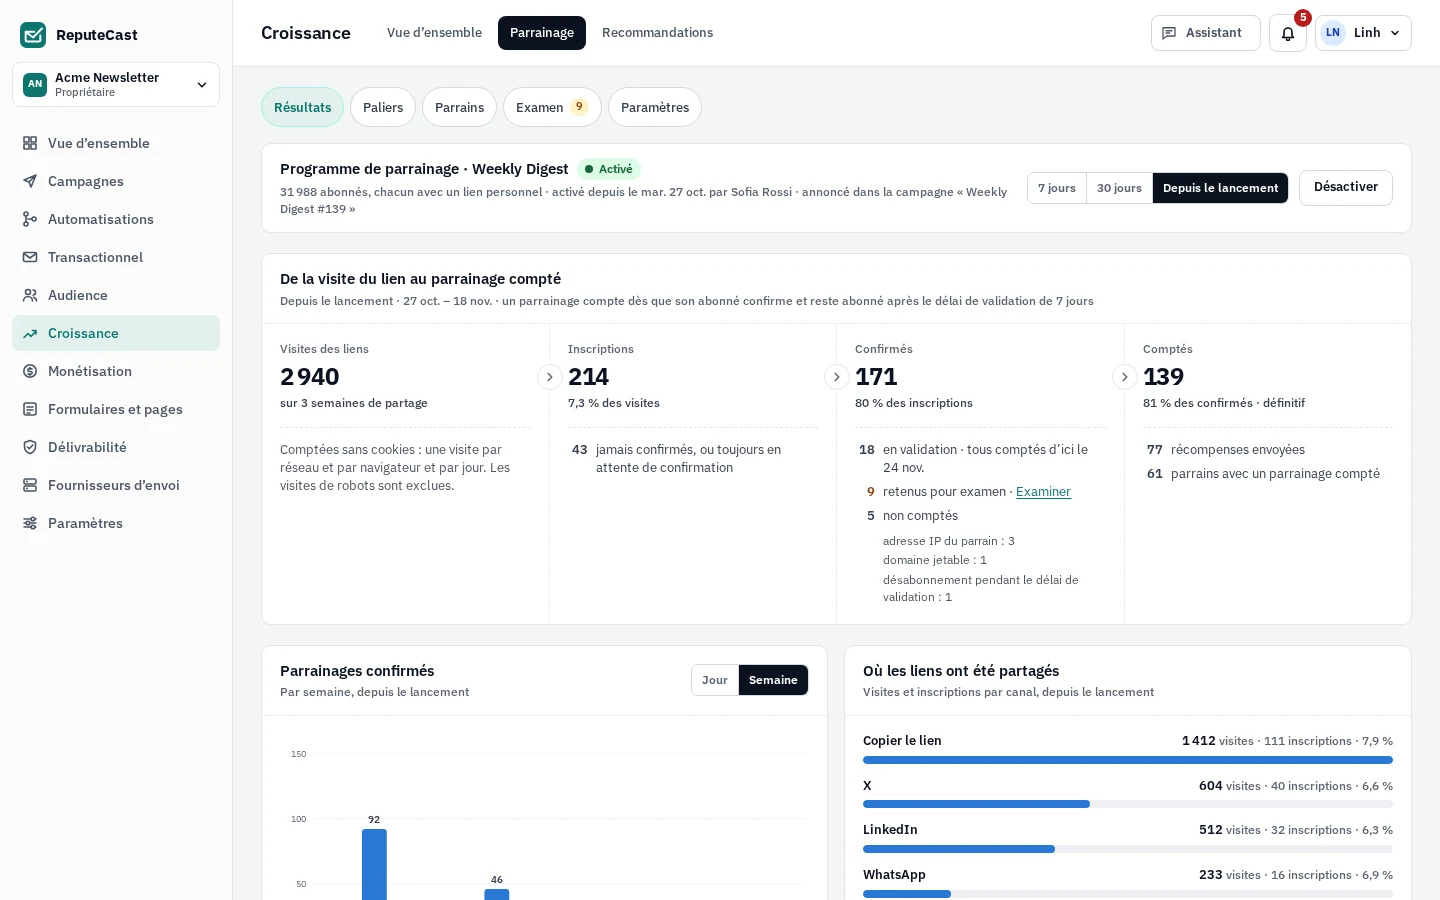 ReputeCast
AN
Acme Newsletter
Propriétaire
Vue d’ensemble
Campagnes
Automatisations
Transactionnel
Audience
Croissance
Monétisation
Formulaires et pages
Délivrabilité
Fournisseurs d’envoi
Paramètres
Croissance
Vue d’ensemble
Parrainage
Recommandations
Assistant
5
LN
Linh
Résultats
Paliers
Parrains
Examen 9
Paramètres
Programme de parrainage · Weekly Digest
Activé
31 988 abonnés, chacun avec un lien personnel · activé depuis le mar. 27 oct. par Sofia Rossi · annoncé dans la campagne « Weekly
Digest #139 »
7 jours
30 jours
Depuis le lancement
Désactiver
De la visite du lien au parrainage compté
Depuis le lancement · 27 oct. – 18 nov. · un parrainage compte dès que son abonné confirme et reste abonné après le délai de validation de 7 jours
Visites des liens
2 940
sur 3 semaines de partage
Comptées sans cookies : une visite par
réseau et par navigateur et par jour. Les
visites de robots sont exclues.
Inscriptions
214
7,3 % des visites
43 jamais confirmés, ou toujours en
attente de confirmation
Confirmés
171
80 % des inscriptions
18 en validation · tous comptés d’ici le
24 nov.
9 retenus pour examen · Examiner
5 non comptés
adresse IP du parrain : 3
domaine jetable : 1
désabonnement pendant le délai de
validation : 1
Comptés
139
81 % des confirmés · définitif
77 récompenses envoyées
61 parrains avec un parrainage compté
Parrainages confirmés
Par semaine, depuis le lancement
Jour
Semaine
150
100
50
92
46
Où les liens ont été partagés
Visites et inscriptions par canal, depuis le lancement
Copier le lien
1 412 visites · 111 inscriptions · 7,9 %
X
604 visites · 40 inscriptions · 6,6 %
LinkedIn
512 visites · 32 inscriptions · 6,3 %
WhatsApp
233 visites · 16 inscriptions · 6,9 %